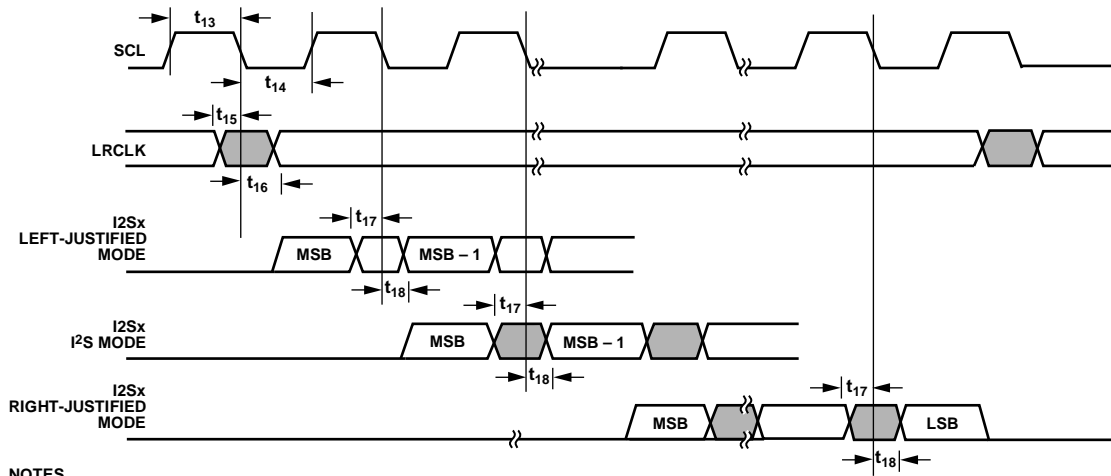 t13
SCL
t14
t15
LRCLK
t16
I2Sx
LEFT-JUSTIFIED
MODE
t17
MSB
MSB – 1
t18
I2Sx
I2S MODE
t17
MSB
MSB – 1
t18
I2Sx
RIGHT-JUSTIFIED
MODE
t17
MSB
LSB
t18
NOTES